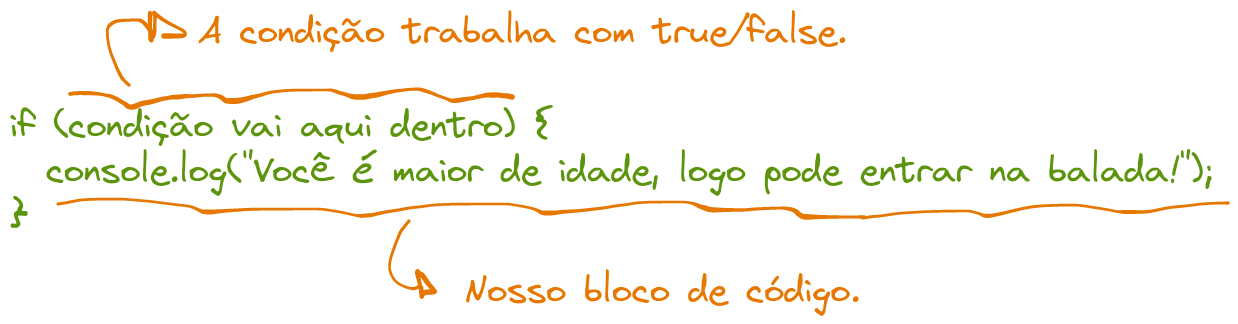 A condição trabalha com true/false.
if (condição vai aqui dentro) {
console.log("Você é maior de idade, logo pode entrar na balada!");
}
Nosso bloco de código.